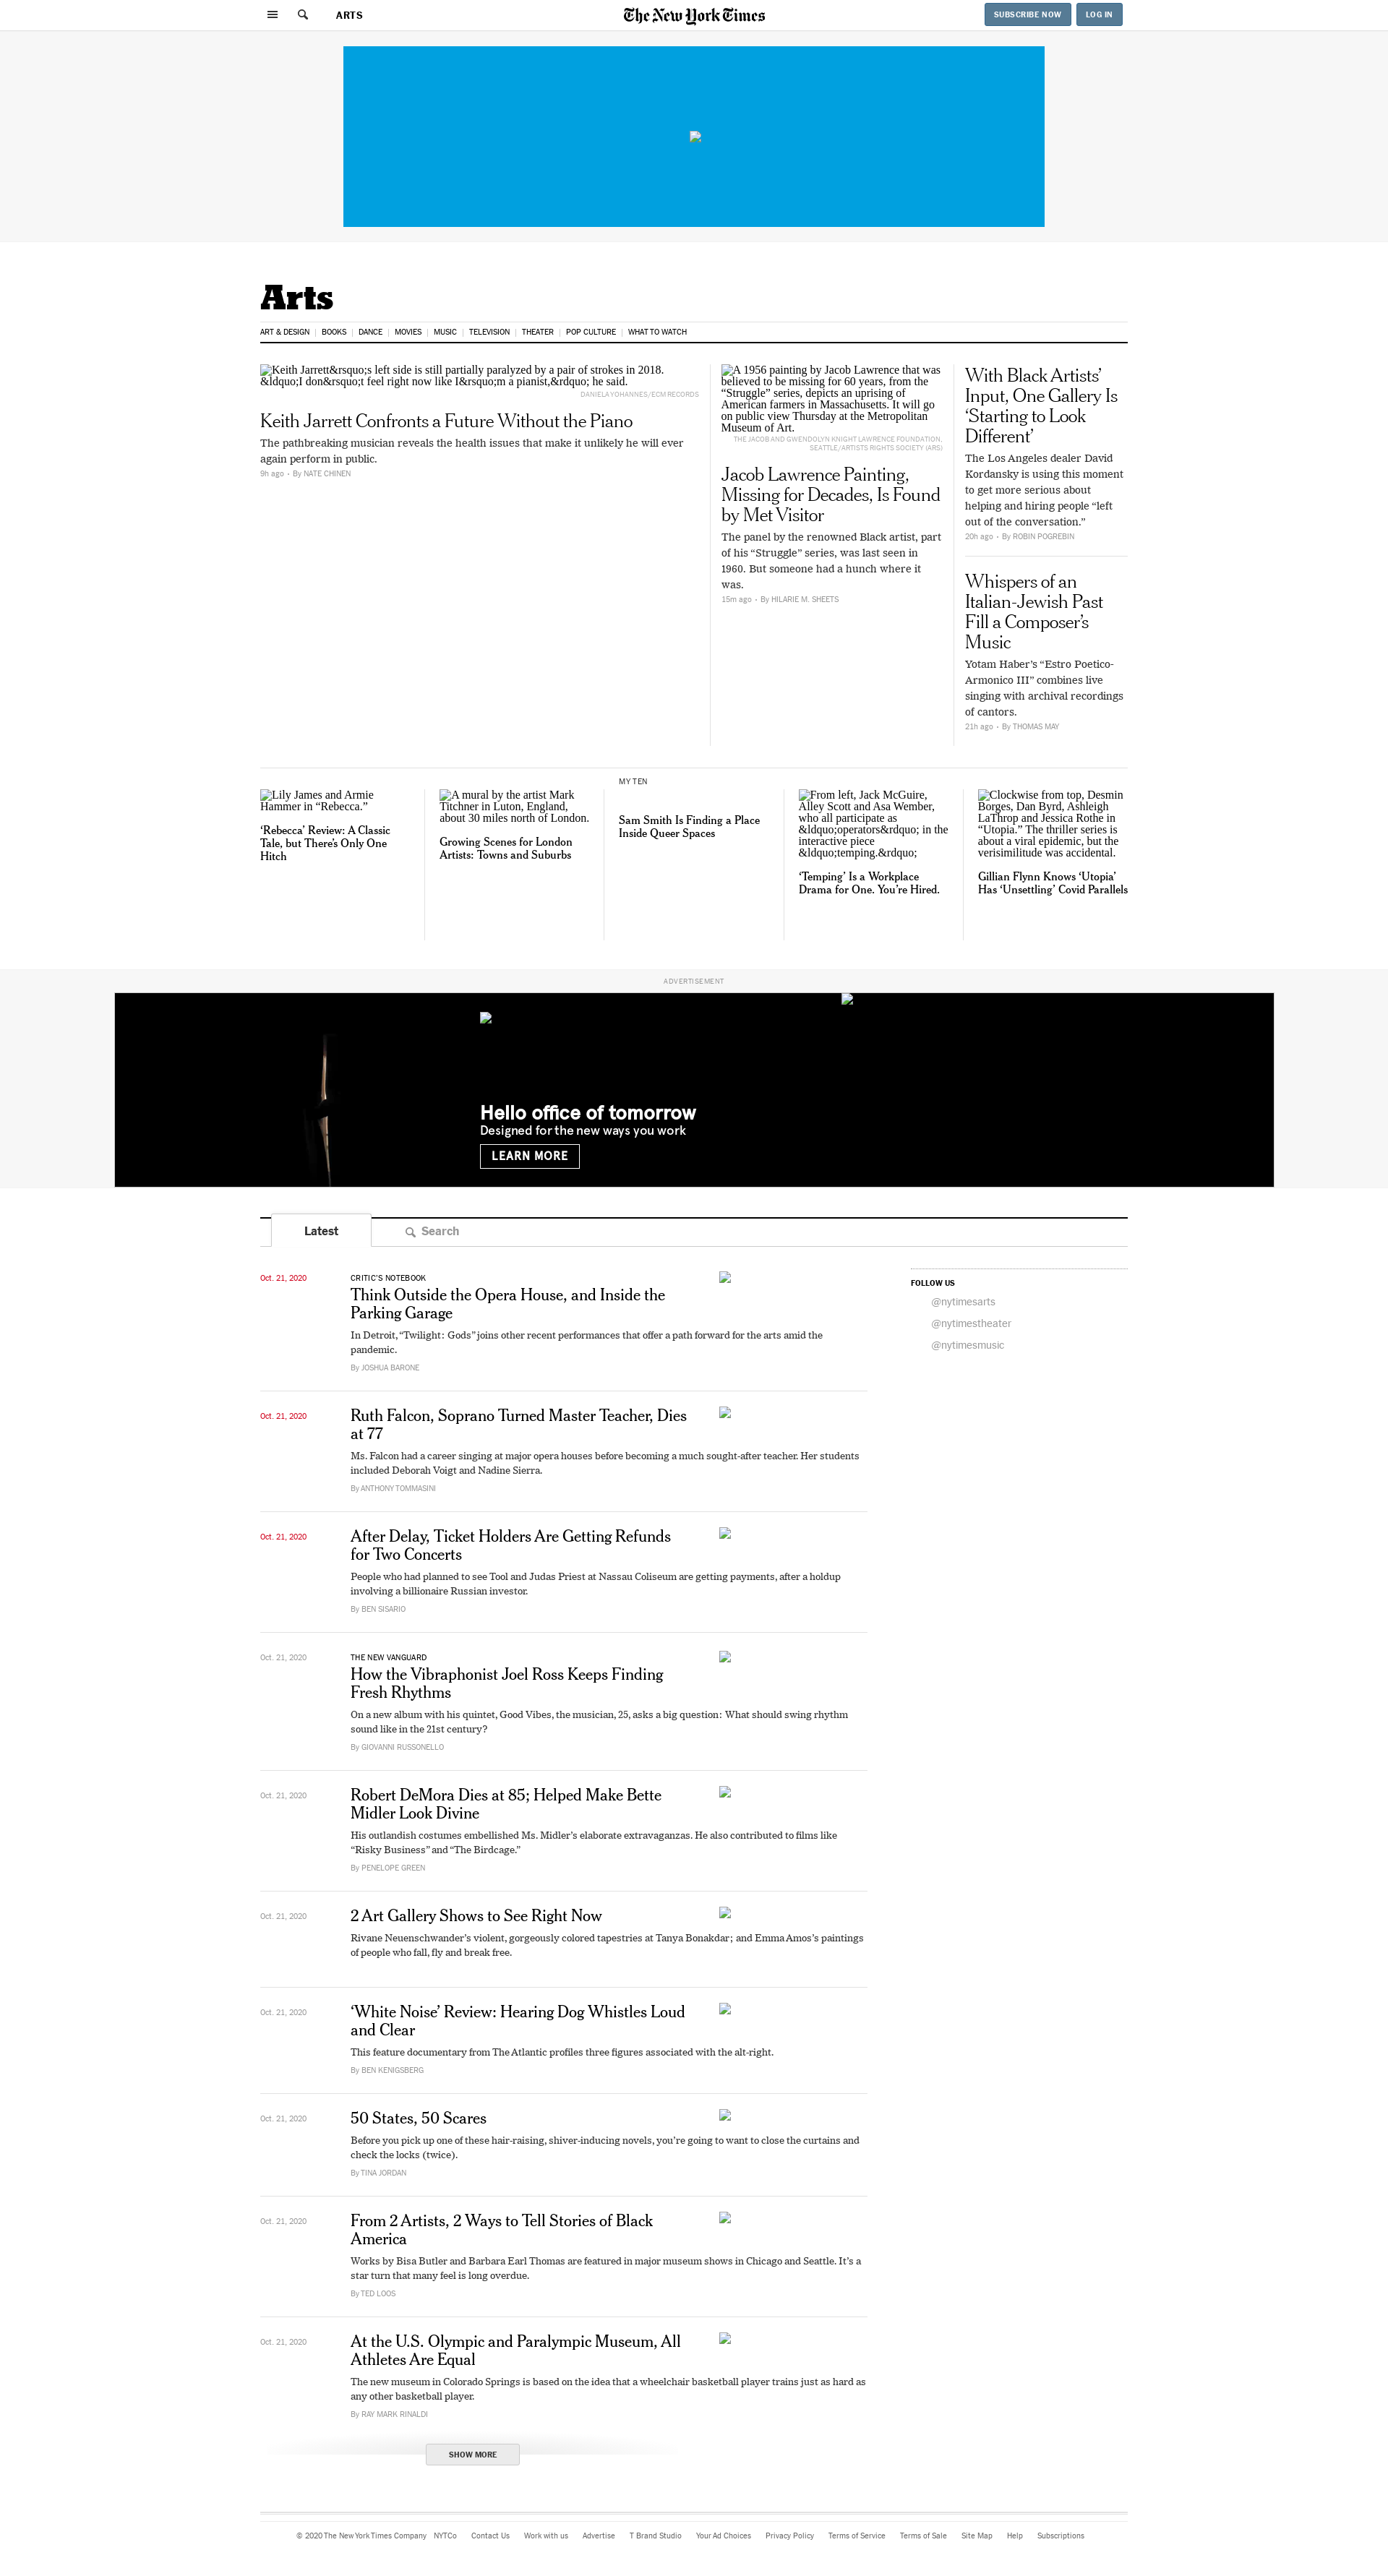 ARTS
The New York Times
SUBSCRIBE NOW
LOG IN
Arts
ART & DESIGN
BOOKS
DANCE
MOVIES
MUSIC
TELEVISION
THEATER
POP CULTURE
WHAT TO WATCH
Keith Jarrett&rsquo;s left side is still partially paralyzed by a pair of strokes in 2018.
&ldquo;I don&rsquo;t feel right now like I&rsquo;m a pianist,&rdquo; he said.
DANIELA YOHANNES/ECM RECORDS
Keith Jarrett Confronts a Future Without the Piano
The pathbreaking musician reveals the health issues that make it unlikely he will ever
again perform in public.
9h ago • By NATE CHINEN
A 1956 painting by Jacob Lawrence that was
believed to be missing for 60 years, from the
“Struggle” series, depicts an uprising of
American farmers in Massachusetts. It will go
on public view Thursday at the Metropolitan
Museum of Art.
THE JACOB AND GWENDOLYN KNIGHT LAWRENCE FOUNDATION,
SEATTLE/ARTISTS RIGHTS SOCIETY (ARS)
Jacob Lawrence Painting,
Missing for Decades, Is Found
by Met Visitor
The panel by the renowned Black artist, part
of his “Struggle” series, was last seen in
1960. But someone had a hunch where it
was.
15m ago • By HILARIE M. SHEETS
With Black Artists’
Input, One Gallery Is
‘Starting to Look
Different’
The Los Angeles dealer David
Kordansky is using this moment
to get more serious about
helping and hiring people “left
out of the conversation.”
20h ago • By ROBIN POGREBIN
Whispers of an
Italian-Jewish Past
Fill a Composer’s
Music
Yotam Haber’s “Estro Poetico-
Armonico III” combines live
singing with archival recordings
of cantors.
21h ago • By THOMAS MAY
Lily James and Armie
Hammer in “Rebecca.”
‘Rebecca’ Review: A Classic
Tale, but There’s Only One
Hitch
A mural by the artist Mark
Titchner in Luton, England,
about 30 miles north of London.
Growing Scenes for London
Artists: Towns and Suburbs
MY TEN
Sam Smith Is Finding a Place
Inside Queer Spaces
From left, Jack McGuire,
Alley Scott and Asa Wember,
who all participate as
&ldquo;operators&rdquo; in the
interactive piece
&ldquo;temping.&rdquo;
‘Temping’ Is a Workplace
Drama for One. You’re Hired.
Clockwise from top, Desmin
Borges, Dan Byrd, Ashleigh
LaThrop and Jessica Rothe in
“Utopia.” The thriller series is
about a viral epidemic, but the
verisimilitude was accidental.
Gillian Flynn Knows ‘Utopia’
Has ‘Unsettling’ Covid Parallels
ADVERTISEMENT
Hello office of tomorrow
Designed for the new ways you work
LEARN MORE
Latest
Search
Oct. 21, 2020
CRITIC’S NOTEBOOK
Think Outside the Opera House, and Inside the
Parking Garage
In Detroit, “Twilight: Gods” joins other recent performances that offer a path forward for the arts amid the
pandemic.
By JOSHUA BARONE
FOLLOW US
@nytimesarts
@nytimestheater
@nytimesmusic
Oct. 21, 2020
Ruth Falcon, Soprano Turned Master Teacher, Dies
at 77
Ms. Falcon had a career singing at major opera houses before becoming a much sought-after teacher. Her students
included Deborah Voigt and Nadine Sierra.
By ANTHONY TOMMASINI
Oct. 21, 2020
After Delay, Ticket Holders Are Getting Refunds
for Two Concerts
People who had planned to see Tool and Judas Priest at Nassau Coliseum are getting payments, after a holdup
involving a billionaire Russian investor.
By BEN SISARIO
Oct. 21, 2020
THE NEW VANGUARD
How the Vibraphonist Joel Ross Keeps Finding
Fresh Rhythms
On a new album with his quintet, Good Vibes, the musician, 25, asks a big question: What should swing rhythm
sound like in the 21st century?
By GIOVANNI RUSSONELLO
Oct. 21, 2020
Robert DeMora Dies at 85; Helped Make Bette
Midler Look Divine
His outlandish costumes embellished Ms. Midler’s elaborate extravaganzas. He also contributed to films like
“Risky Business” and “The Birdcage.”
By PENELOPE GREEN
Oct. 21, 2020
2 Art Gallery Shows to See Right Now
Rivane Neuenschwander’s violent, gorgeously colored tapestries at Tanya Bonakdar; and Emma Amos’s paintings
of people who fall, fly and break free.
Oct. 21, 2020
‘White Noise’ Review: Hearing Dog Whistles Loud
and Clear
This feature documentary from The Atlantic profiles three figures associated with the alt-right.
By BEN KENIGSBERG
Oct. 21, 2020
50 States, 50 Scares
Before you pick up one of these hair-raising, shiver-inducing novels, you’re going to want to close the curtains and
check the locks (twice).
By TINA JORDAN
Oct. 21, 2020
From 2 Artists, 2 Ways to Tell Stories of Black
America
Works by Bisa Butler and Barbara Earl Thomas are featured in major museum shows in Chicago and Seattle. It’s a
star turn that many feel is long overdue.
By TED LOOS
Oct. 21, 2020
At the U.S. Olympic and Paralympic Museum, All
Athletes Are Equal
The new museum in Colorado Springs is based on the idea that a wheelchair basketball player trains just as hard as
any other basketball player.
By RAY MARK RINALDI
SHOW MORE
© 2020 The New York Times Company
NYTCo
Contact Us
Work with us
Advertise
T Brand Studio
Your Ad Choices
Privacy Policy
Terms of Service
Terms of Sale
Site Map
Help
Subscriptions